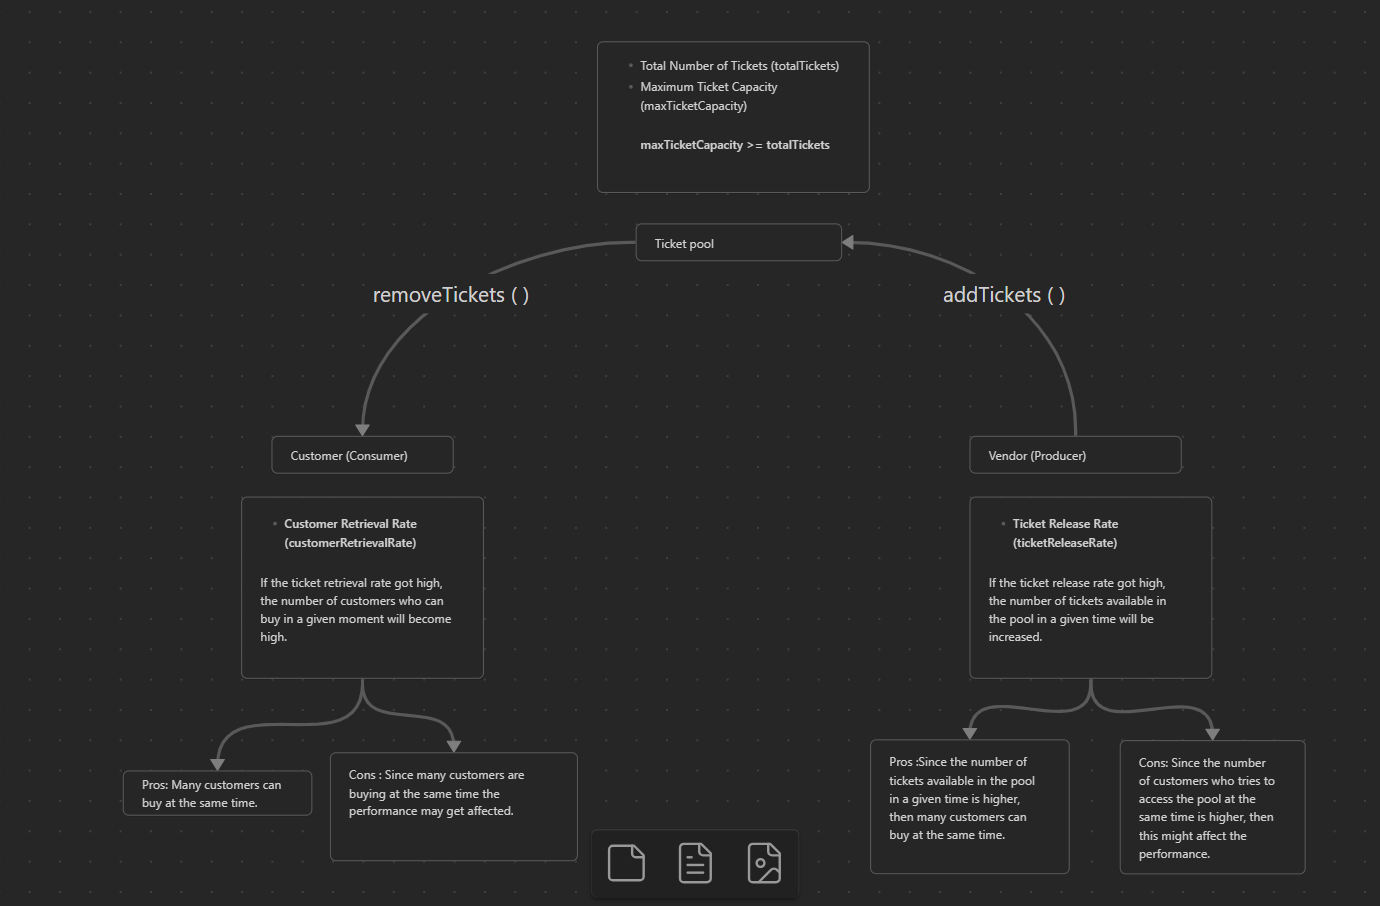 Total Number of Tickets (totalTickets)
Maximum Ticket Capacity
(maxTicketCapacity)
maxTicketCapacity >= totalTickets
Ticket pool
removeTickets ( )
addTickets ( )
Customer (Consumer)
Vendor (Producer)
Customer Retrieval Rate
(customerRetrievalRate)
If the ticket retrieval rate got high,
the number of customers who can
buy in a given moment will become
high.
Ticket Release Rate
(ticketReleaseRate)
If the ticket release rate got high,
the number of tickets available in
the pool in a given time will be
increased.
Pros: Many customers can
buy at the same time.
Cons : Since many customers are
buying at the same time the
performance may get affected.
Pros :Since the number of
tickets available in the pool
in a given time is higher,
then many customers can
buy at the same time.
Cons: Since the number
of customers who tries to
access the pool at the
same time is higher, then
this might affect the
performance.